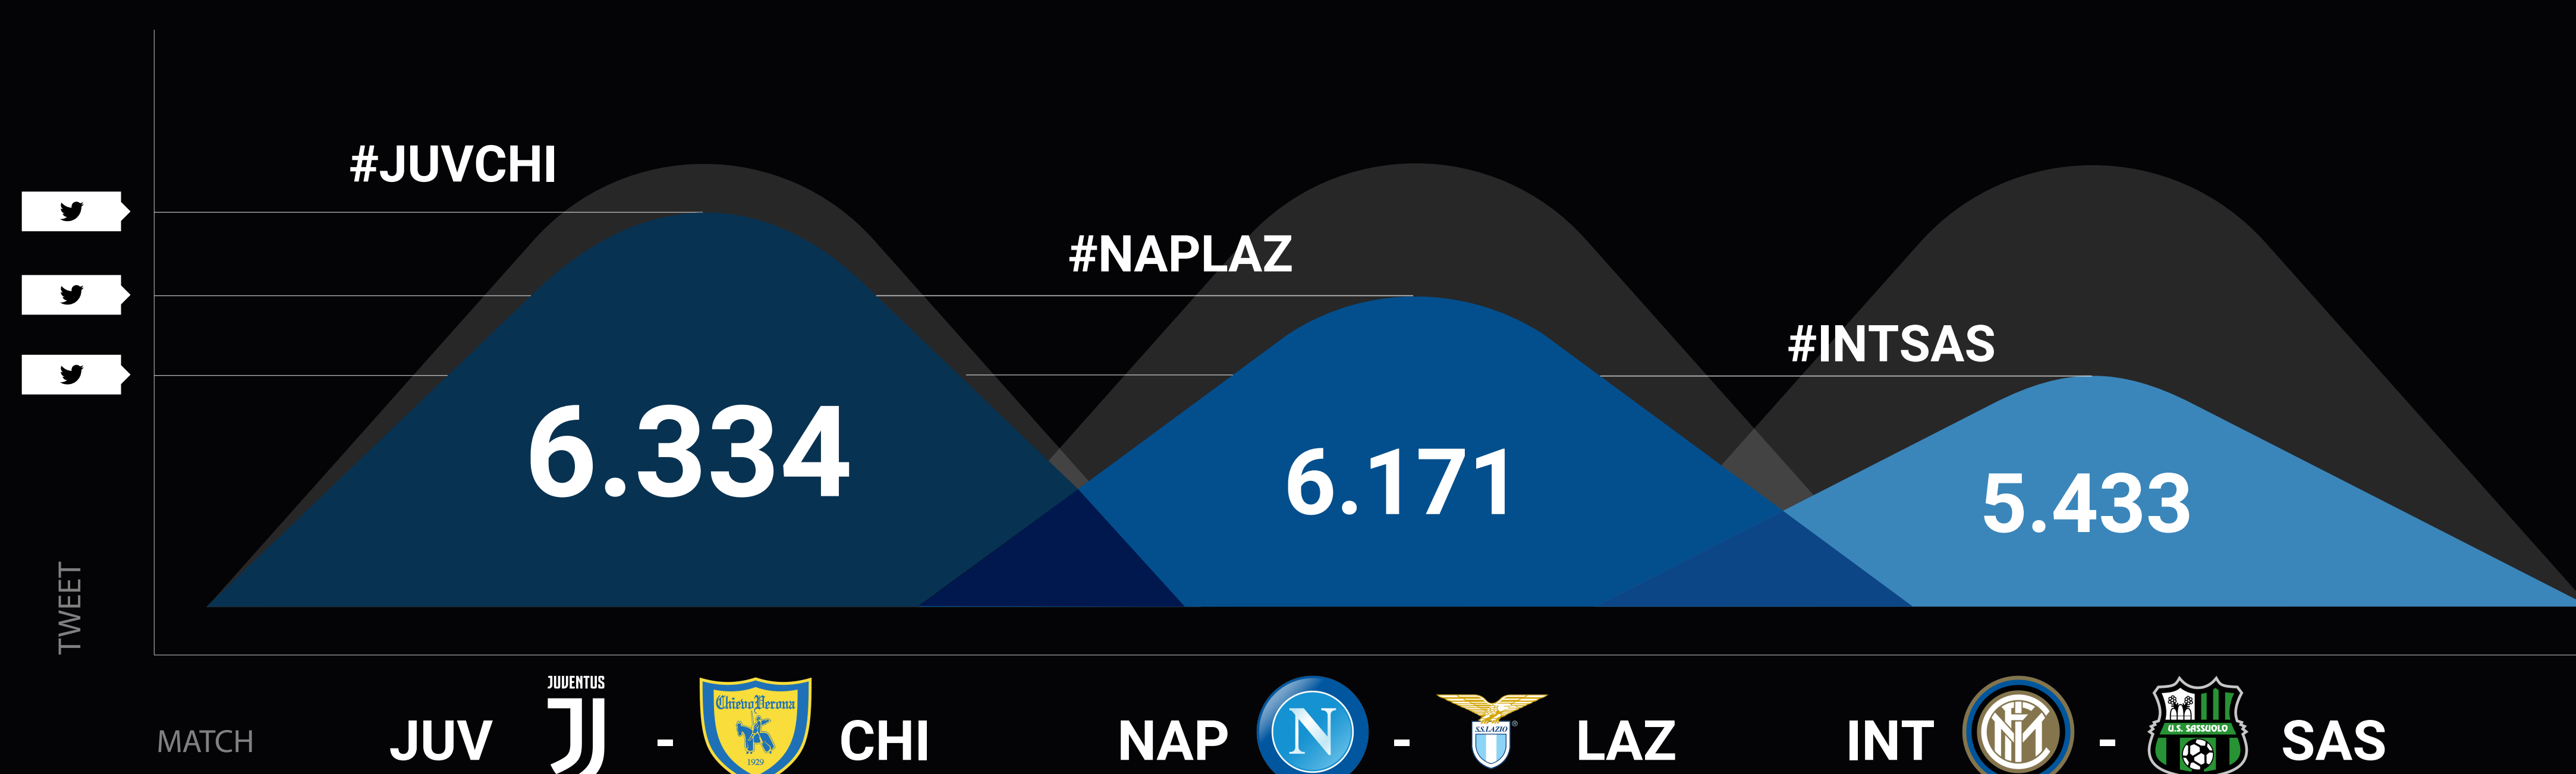 #JUVCHI
#NAPLAZ
#INTSAS
6.334
6.171
5.433
TWEET
MATCH
JUV
JUVENTUS
-
ChievoVerona
1929
CHI
NAP
N
-
S.S.LAZIO
®
LAZ
INT
-
U.S. SASSUOLO
SAS